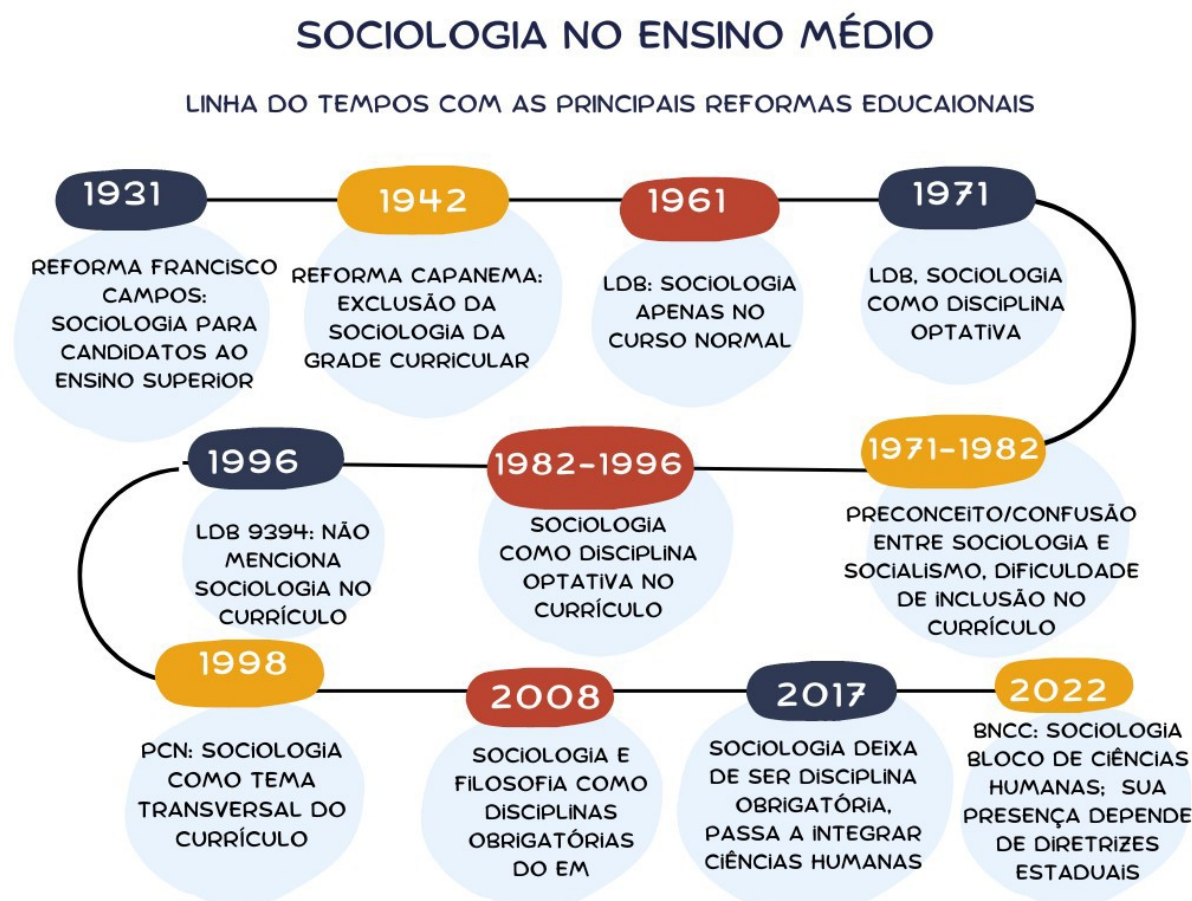 SOCIOLOGIA NO ENSINO MÉDIO
LINHA DO TEMPOS COM AS PRINCIPAIS REFORMAS EDUCAIONAIS
1931
REFORMA FRANCISCO
CAMPOS:
SOCIOLOGIA PARA
CANDIDATOS AO
ENSINO SUPERIOR
1942
REFORMA CAPANEMA:
EXCLUSÃO DA
SOCIOLOGIA DA
GRADE CURRICULAR
1961
LDB: SOCIOLOGIA
APENAS NO
CURSO NORMAL
1971
LDB, SOCIOLOGIA
COMO DISCIPLINA
OPTATIVA
1971-1982
PRECONCEITO/CONFUSÃO
ENTRE SOCIOLOGIA E
SOCIALISMO, DIFICULDADE
DE INCLUSÃO NO
CURRÍCULO
1982-1996
SOCIOLOGIA
COMO DISCIPLINA
OPTATIVA NO
CURRÍCULO
1996
LDB 9394: NÃO
MENCIONA
SOCIOLOGIA NO
CURRÍCULO
1998
PCN: SOCIOLOGIA
COMO TEMA
TRANSVERSAL DO
CURRÍCULO
2008
SOCIOLOGIA E
FILOSOFIA COMO
DISCIPLINAS
OBRIGATÓRIAS
DO EM
2017
SOCIOLOGIA DEIXA
DE SER DISCIPLINA
OBRIGATÓRIA,
PASSA A INTEGRAR
CIÊNCIAS HUMANAS
2022
BNCC: SOCIOLOGIA
BLOCO DE CIÊNCIAS
HUMANAS; SUA
PRESENÇA DEPENDE
DE DIRETRIZES
ESTADUAIS